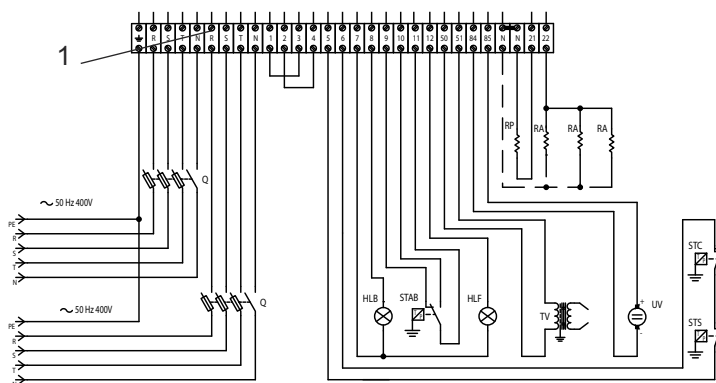 1
R S T N R S T N 1 2 3 4 5 6 7 8 9 10 11 12 50 51 84 85 N N 21 22
RP RA RA RA
Q
~ 50 Hz 400V
PE
R
S
T
N
~ 50 Hz 400V
Q
PE
R
S
T
N
HLB STAB HLF TV + UV -
STC
STS